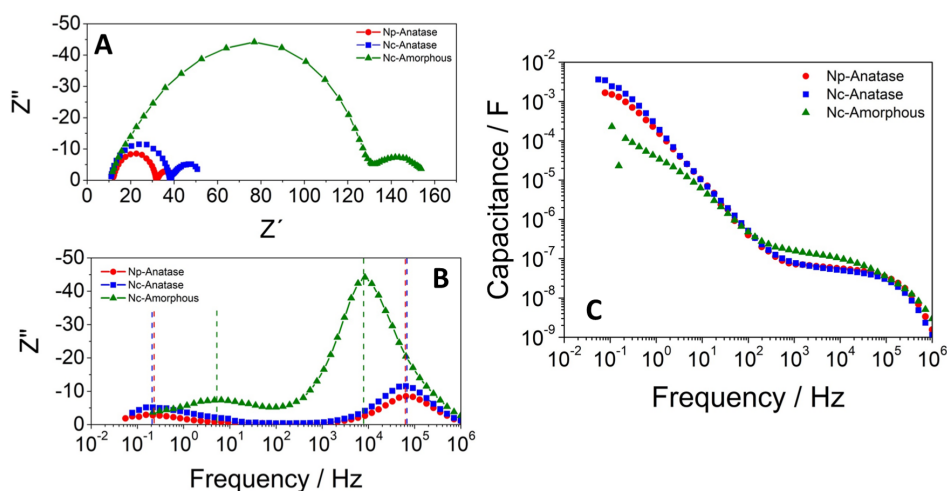 A
Z"
-50
-40
-30
-20
-10
0
Np-Anatase
Nc-Anatase
Nc-Amorphous
0 20 40 60 80 100 120 140 160
Z´
B
Z"
-50
-40
-30
-20
-10
0
Np-Anatase
Nc-Anatase
Nc-Amorphous
10⁻² 10⁻¹ 10⁰ 10¹ 10² 10³ 10⁴ 10⁵ 10⁶
Frequency / Hz
C
Capacitance / F
10⁻²
10⁻³
10⁻⁴
10⁻⁵
10⁻⁶
10⁻⁷
10⁻⁸
10⁻⁹
Np-Anatase
Nc-Anatase
Nc-Amorphous
10⁻² 10⁻¹ 10⁰ 10¹ 10² 10³ 10⁴ 10⁵ 10⁶
Frequency / Hz